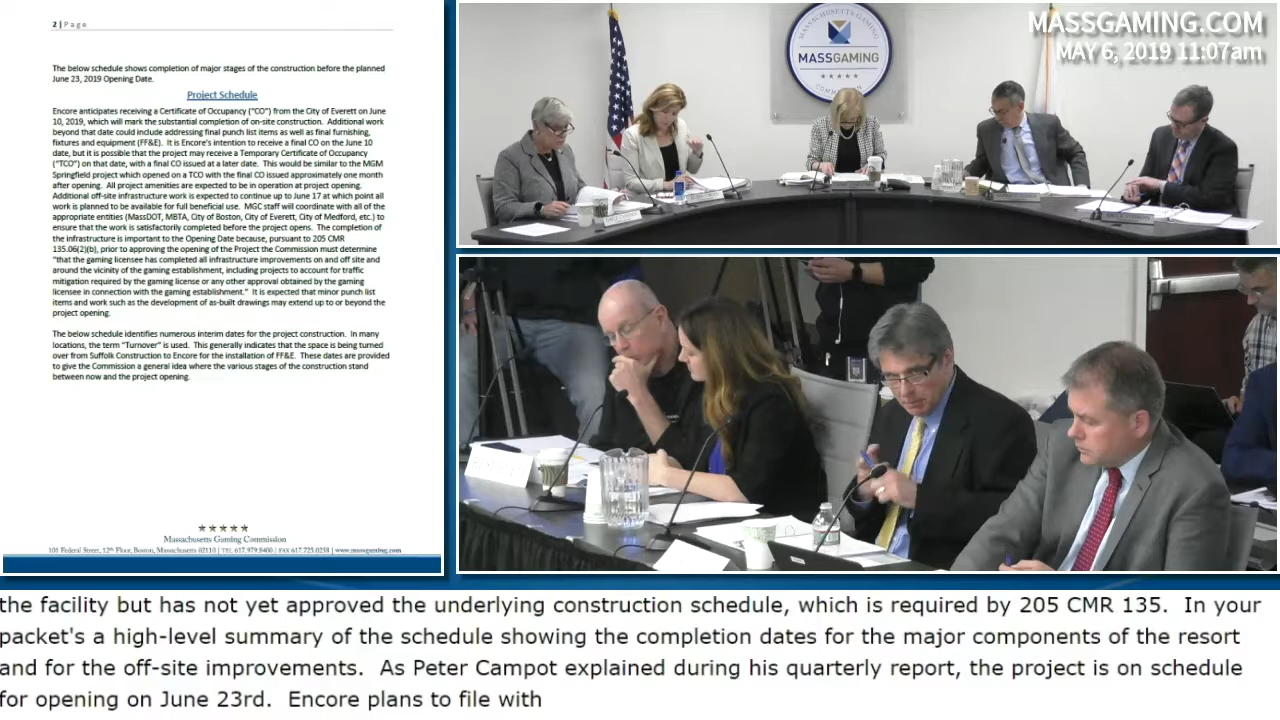 2 | Page
The below schedule shows completion of major stages of the construction before the planned
June 23, 2019 Opening Date.
Project Schedule
Encore anticipates receiving a Certificate of Occupancy ("CO") from the City of Everett on June
10, 2019, which will mark the substantial completion of on-site construction. Additional work
beyond that date could include addressing final punch list items as well as final furnishing,
fixtures and equipment (FF&E). It is Encore's intention to receive a final CO on the June 10
date, but it is possible that the project may receive a Temporary Certificate of Occupancy
("TCO") on that date, with a final CO issued at a later date. This would be similar to the MGM
Springfield project which opened on a TCO with the final CO issued approximately one month
after opening. All project amenities are expected to be in operation at project opening.
Additional off-site infrastructure work is expected to continue up to June 17 at which point all
work is planned to be available for full beneficial use. MGC staff will coordinate with all of the
appropriate entities (MassDOT, MBTA, City of Boston, City of Everett, City of Medford, etc.) to
ensure that the work is satisfactorily completed before the project opens. The completion of
the infrastructure is important to the Opening Date because, pursuant to 205 CMR
135.06(2)(b), prior to approving the opening of the Project the Commission must determine
"that the gaming licensee has completed all infrastructure improvements on and off site and
around the vicinity of the gaming establishment, including projects to account for traffic
mitigation required by the gaming license or any other approval obtained by the gaming
licensee in connection with the gaming establishment." It is expected that minor punch list
items and work such as the development of as-built drawings may extend up to or beyond the
project opening.
The below schedule identifies numerous interim dates for the project construction. In many
locations, the term "Turnover" is used. This generally indicates that the space is being turned
over from Suffolk Construction to Encore for the installation of FF&E. These dates are provided
to give the Commission a general idea where the various stages of the construction stand
between now and the project opening.
★ ★ ★ ★ ★
Massachusetts Gaming Commission
101 Federal Street, 12th Floor, Boston, Massachusetts 02110 | TEL 617.979.8400 | FAX 617.725.0258 | www.massgaming.com
MASSACHUSETTS GAMING
MASSGAMING
COMMISSION
MASSGAMING.COM
MAY 6, 2019 11:07am
the facility but has not yet approved the underlying construction schedule, which is required by 205 CMR 135.  In your
packet's a high-level summary of the schedule showing the completion dates for the major components of the resort
and for the off-site improvements.  As Peter Campot explained during his quarterly report, the project is on schedule
for opening on June 23rd.  Encore plans to file with